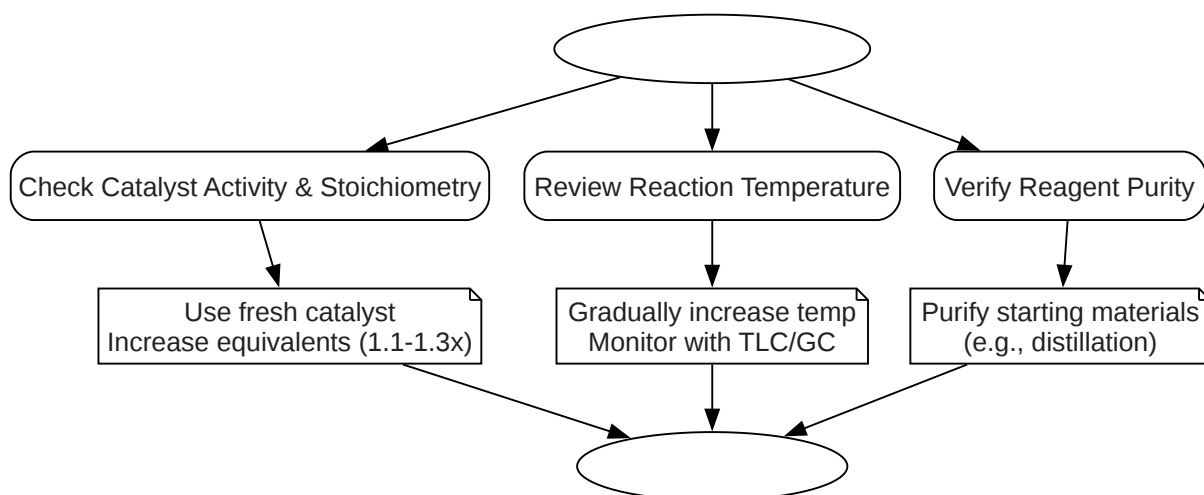 Check Catalyst Activity & Stoichiometry
Review Reaction Temperature
Verify Reagent Purity
Use fresh catalyst
Increase equivalents (1.1-1.3x)
Gradually increase temp
Monitor with TLC/GC
Purify starting materials
(e.g., distillation)